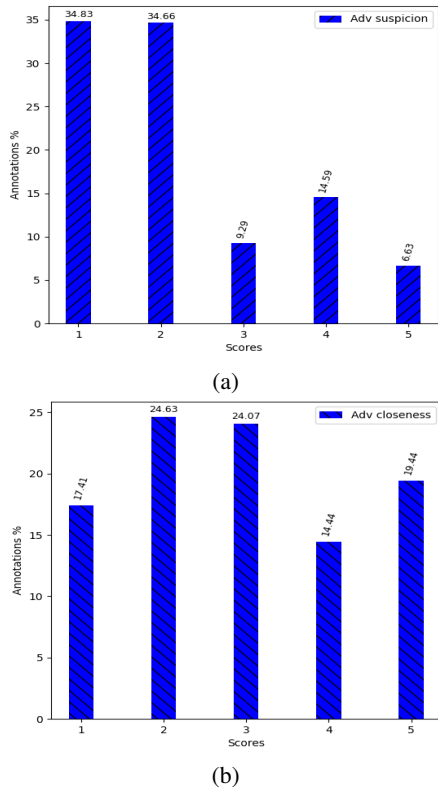 34.83
34.66
35
Adv suspicion
30
25
20
Annotations %
14.59
15
10
9.29
6.63
5
0
1 2 3 4 5
Scores
(a)
25
24.63
24.07
Adv closeness
20
19.44
17.41
15
14.44
Annotations %
10
5
0
1 2 3 4 5
Scores
(b)